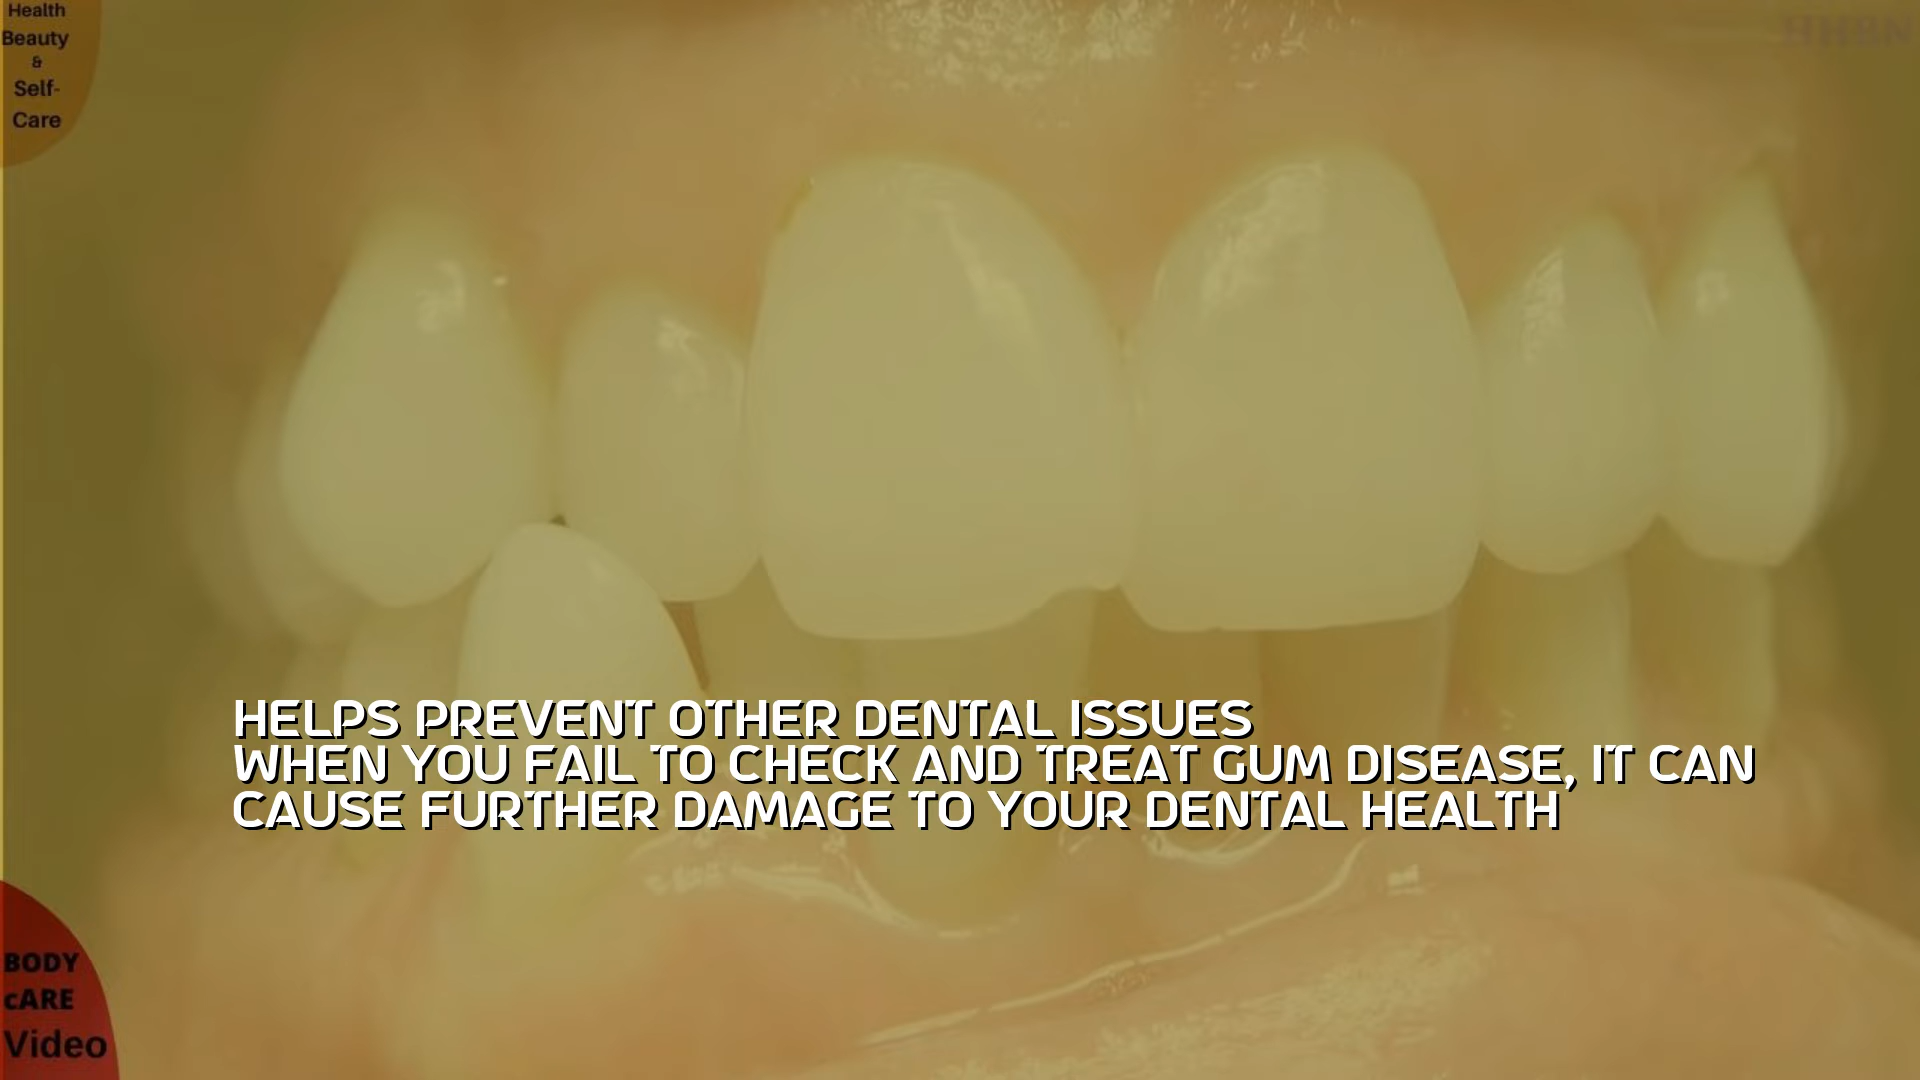 Health
Beauty
&
Self-
Care
HHBN
HELPS PREVENT OTHER DENTAL ISSUES
WHEN YOU FAIL TO CHECK AND TREAT GUM DISEASE, IT CAN
CAUSE FURTHER DAMAGE TO YOUR DENTAL HEALTH
BODY
cARE
Video